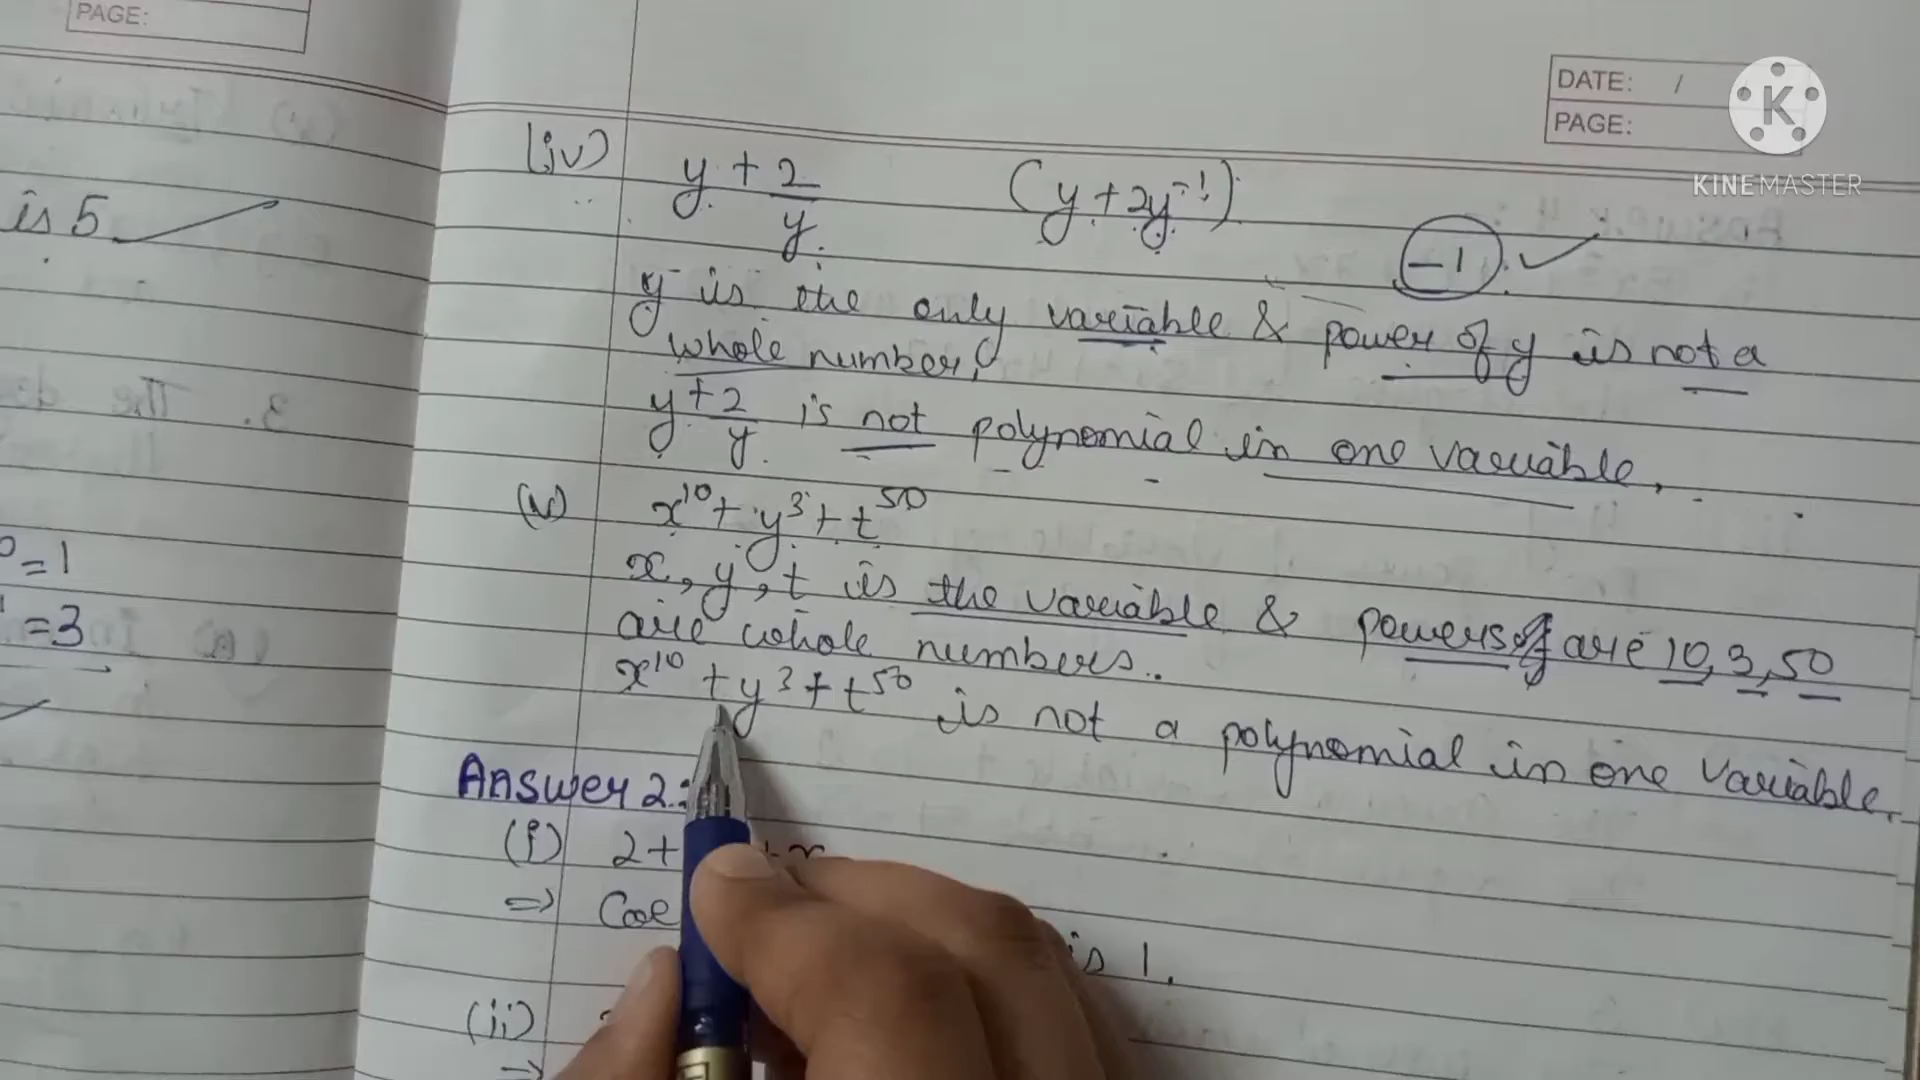 PAGE:
DATE: /
PAGE:
KINEMASTER
is 5
=1
=3
(iv) y + 2/y (y + 2y⁻¹)
-1
y is the only variable & power of y is not a
whole number,
y + 2/y is not polynomial in one variable,
(v) x¹⁰ + y³ + t⁵⁰
x, y, t is the variable & powers of are 10, 3, 50
are whole numbers.
x¹⁰ + y³ + t⁵⁰ is not a polynomial in one variable.
Answer 2:
(i) 2+ +x
⇒ Coe is 1.
(ii)
⇒